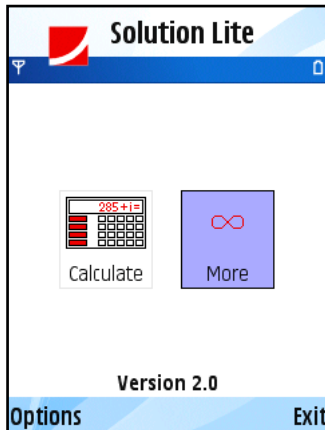 Solution Lite
285+i=
∞
Calculate
More
Version 2.0
Options
Exit